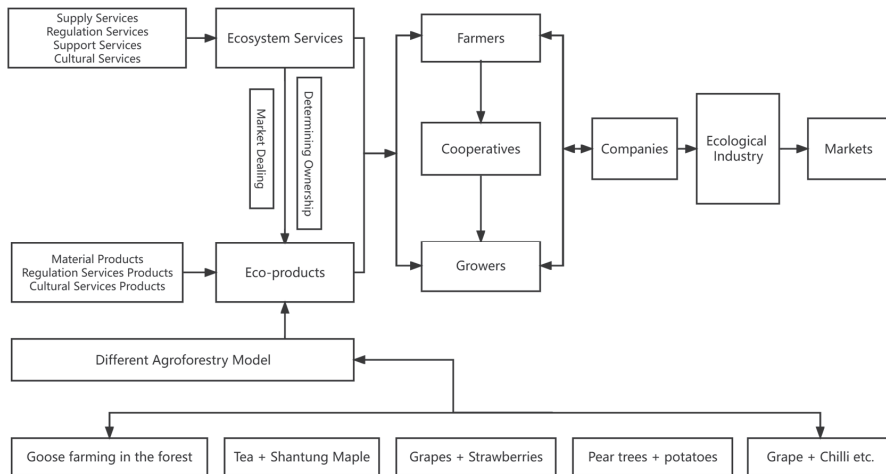 Supply Services
Regulation Services
Support Services
Cultural Services
Ecosystem Services
Market Dealing
Determining Ownership
Material Products
Regulation Services Products
Cultural Services Products
Eco-products
Farmers
Cooperatives
Growers
Companies
Ecological
Industry
Markets
Different Agroforestry Model
Goose farming in the forest
Tea + Shantung Maple
Grapes + Strawberries
Pear trees + potatoes
Grape + Chilli etc.